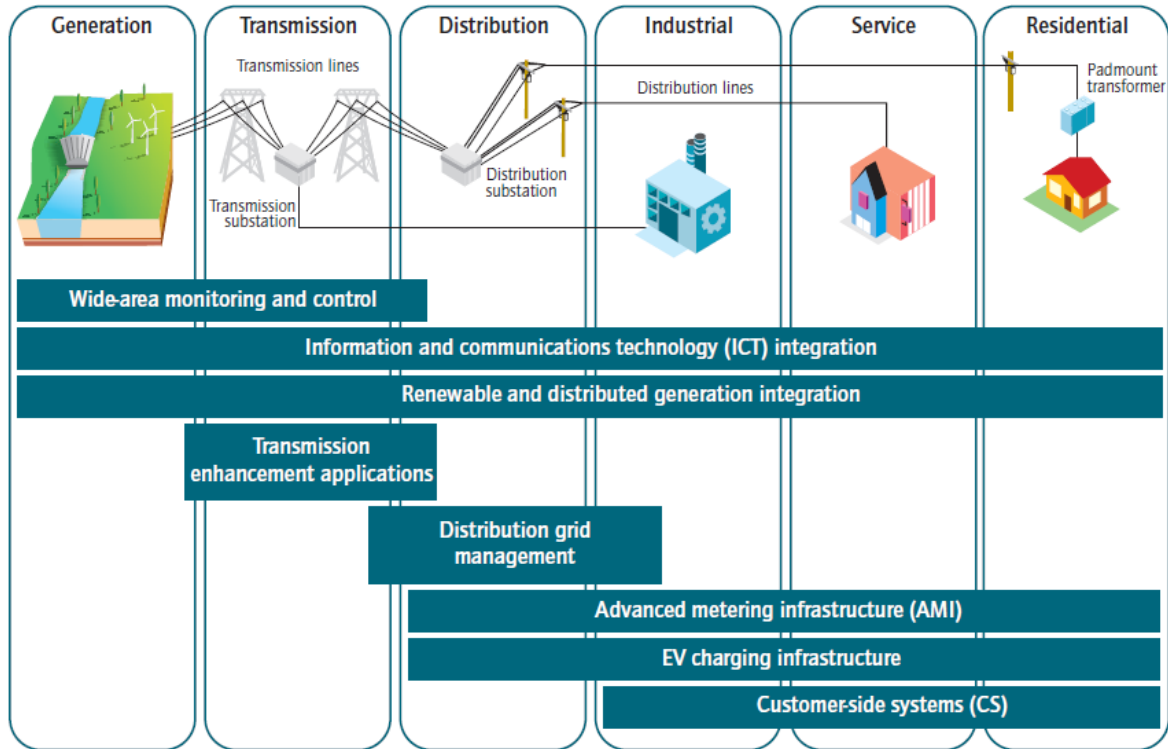 Generation
Transmission
Distribution
Industrial
Service
Residential
Transmission lines
Padmount
transformer
Distribution lines
Distribution
substation
Transmission
substation
Wide-area monitoring and control
Information and communications technology (ICT) integration
Renewable and distributed generation integration
Transmission
enhancement applications
Distribution grid
management
Advanced metering infrastructure (AMI)
EV charging infrastructure
Customer-side systems (CS)